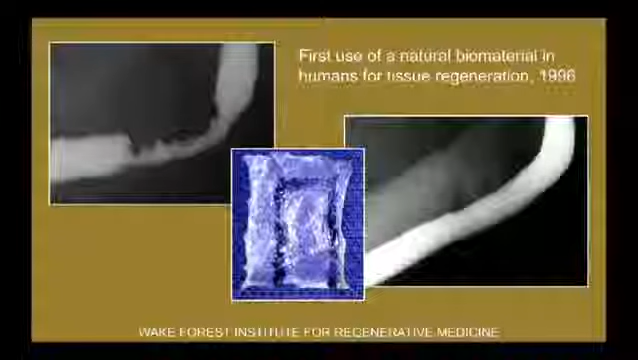 First use of a natural biomaterial in
humans for tissue regeneration, 1996
WAKE FOREST INSTITUTE FOR REGENERATIVE MEDICINE